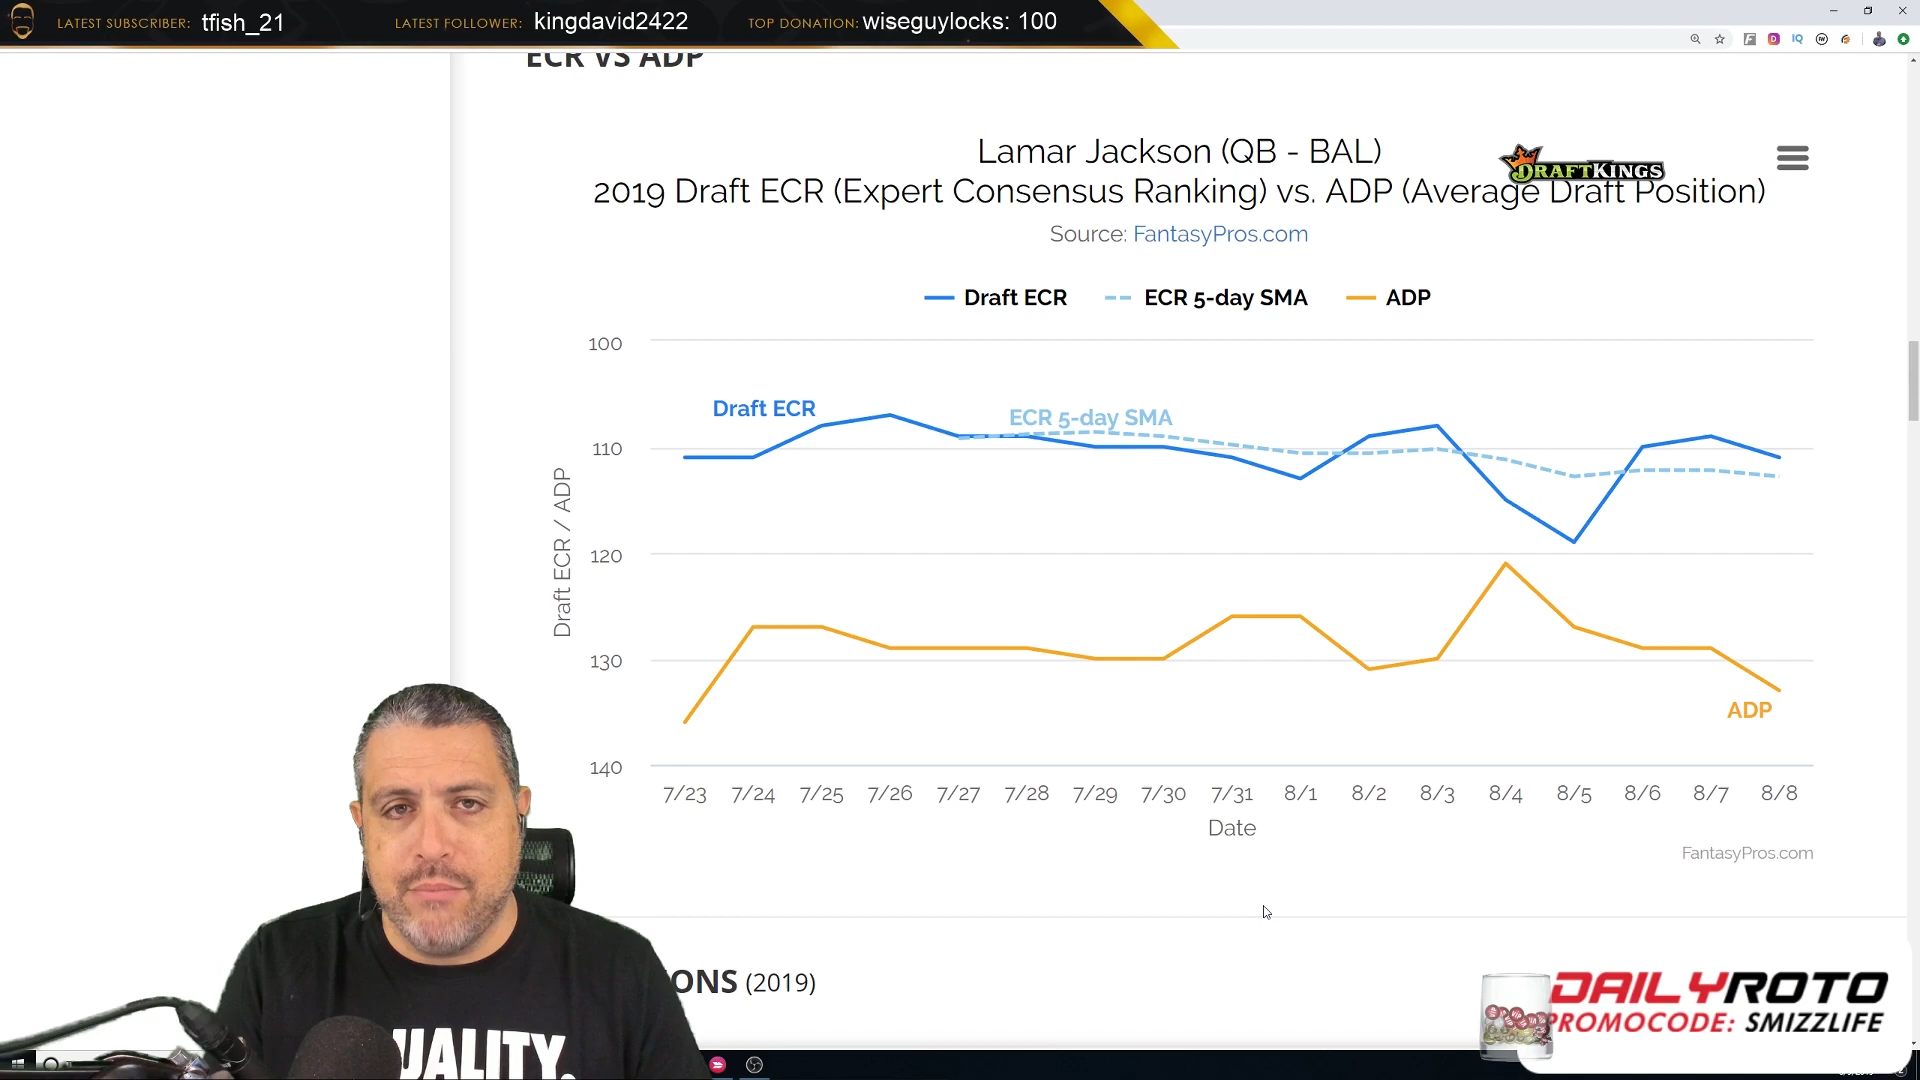 LATEST SUBSCRIBER: tfish_21
LATEST FOLLOWER: kingdavid2422
TOP DONATION: wiseguylocks: 100
ECR VS ADP
Lamar Jackson (QB - BAL)
DRAFTKINGS
2019 Draft ECR (Expert Consensus Ranking) vs. ADP (Average Draft Position)
Source: FantasyPros.com
Draft ECR ECR 5-day SMA ADP
100
110
120
130
140
Draft ECR / ADP
Draft ECR
ECR 5-day SMA
ADP
7/23 7/24 7/25 7/26 7/27 7/28 7/29 7/30 7/31 8/1 8/2 8/3 8/4 8/5 8/6 8/7 8/8
Date
FantasyPros.com
ONS (2019)
UALITY.
DAILYROTO
PROMOCODE: SMIZZLIFE